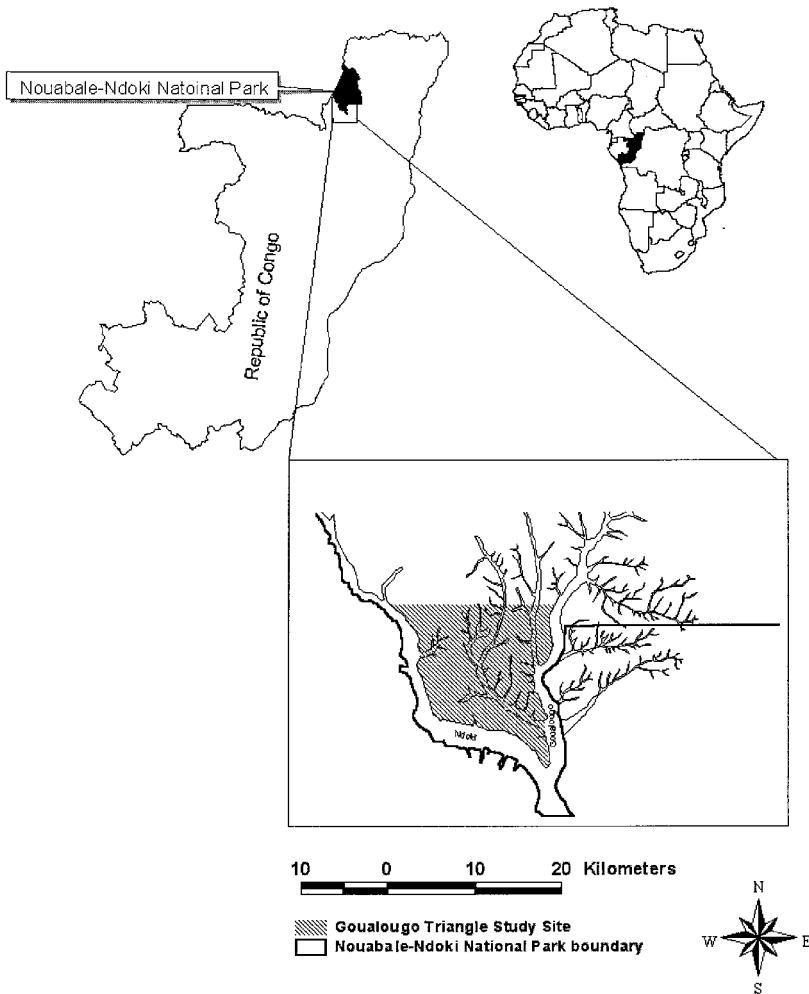 Nouabale-Ndoki Natoinal Park
Republic of Congo
Ndoki
Goualougo
10 0 10 20 Kilometers
Goualougo Triangle Study Site
Nouabale-Ndoki National Park boundary
N
W E
S